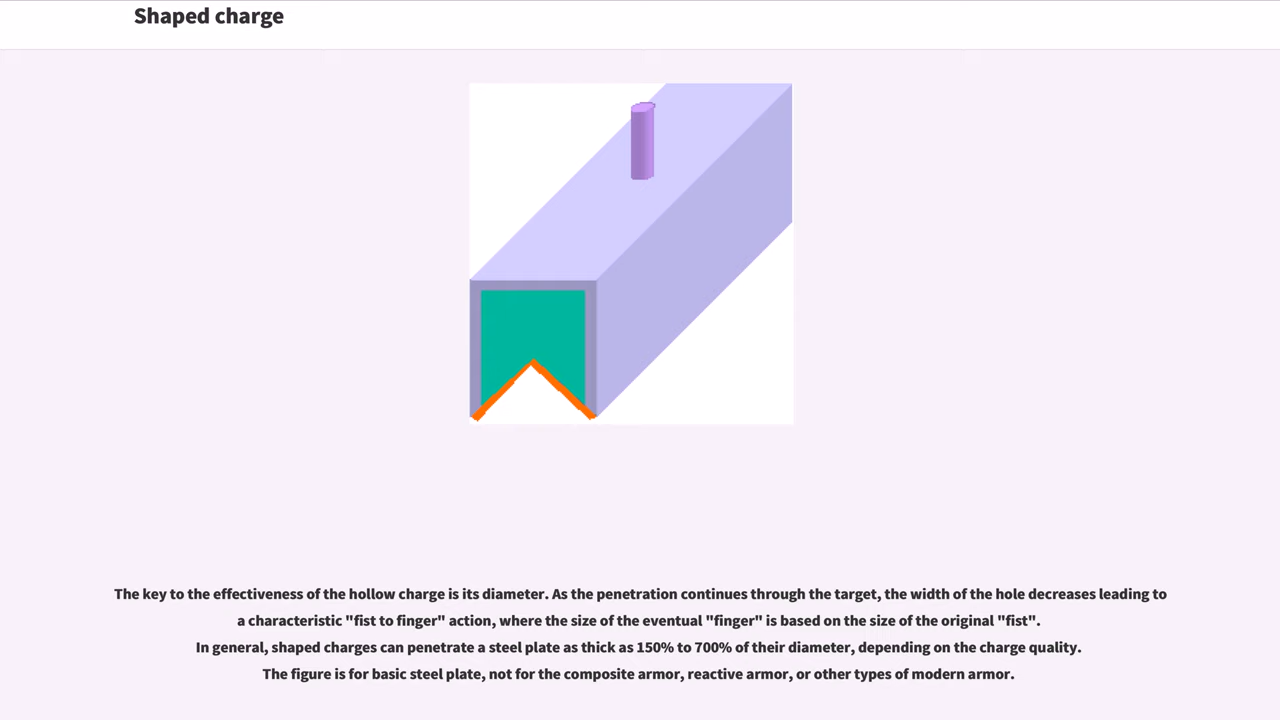 Shaped charge
The key to the effectiveness of the hollow charge is its diameter. As the penetration continues through the target, the width of the hole decreases leading to
a characteristic "fist to finger" action, where the size of the eventual "finger" is based on the size of the original "fist".
In general, shaped charges can penetrate a steel plate as thick as 150% to 700% of their diameter, depending on the charge quality.
The figure is for basic steel plate, not for the composite armor, reactive armor, or other types of modern armor.